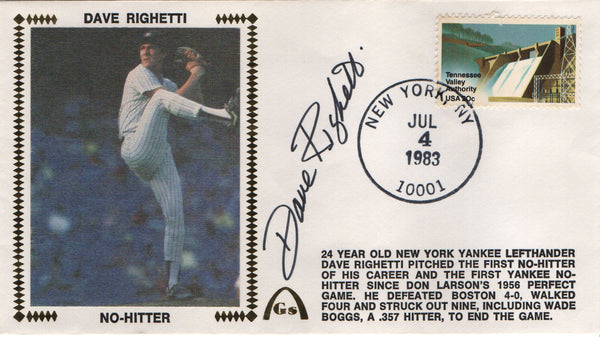 DAVE RIGHETTI
NO-HITTER
Dave Righetti
Tennessee
Valley
Authority
USA 20c
NEW YORK, NY
JUL
4
1983
10001
Gs
24 YEAR OLD NEW YORK YANKEE LEFTHANDER
DAVE RIGHETTI PITCHED THE FIRST NO-HITTER
OF HIS CAREER AND THE FIRST YANKEE NO-
HITTER SINCE DON LARSON'S 1956 PERFECT
GAME. HE DEFEATED BOSTON 4-0, WALKED
FOUR AND STRUCK OUT NINE, INCLUDING WADE
BOGGS, A .357 HITTER, TO END THE GAME.